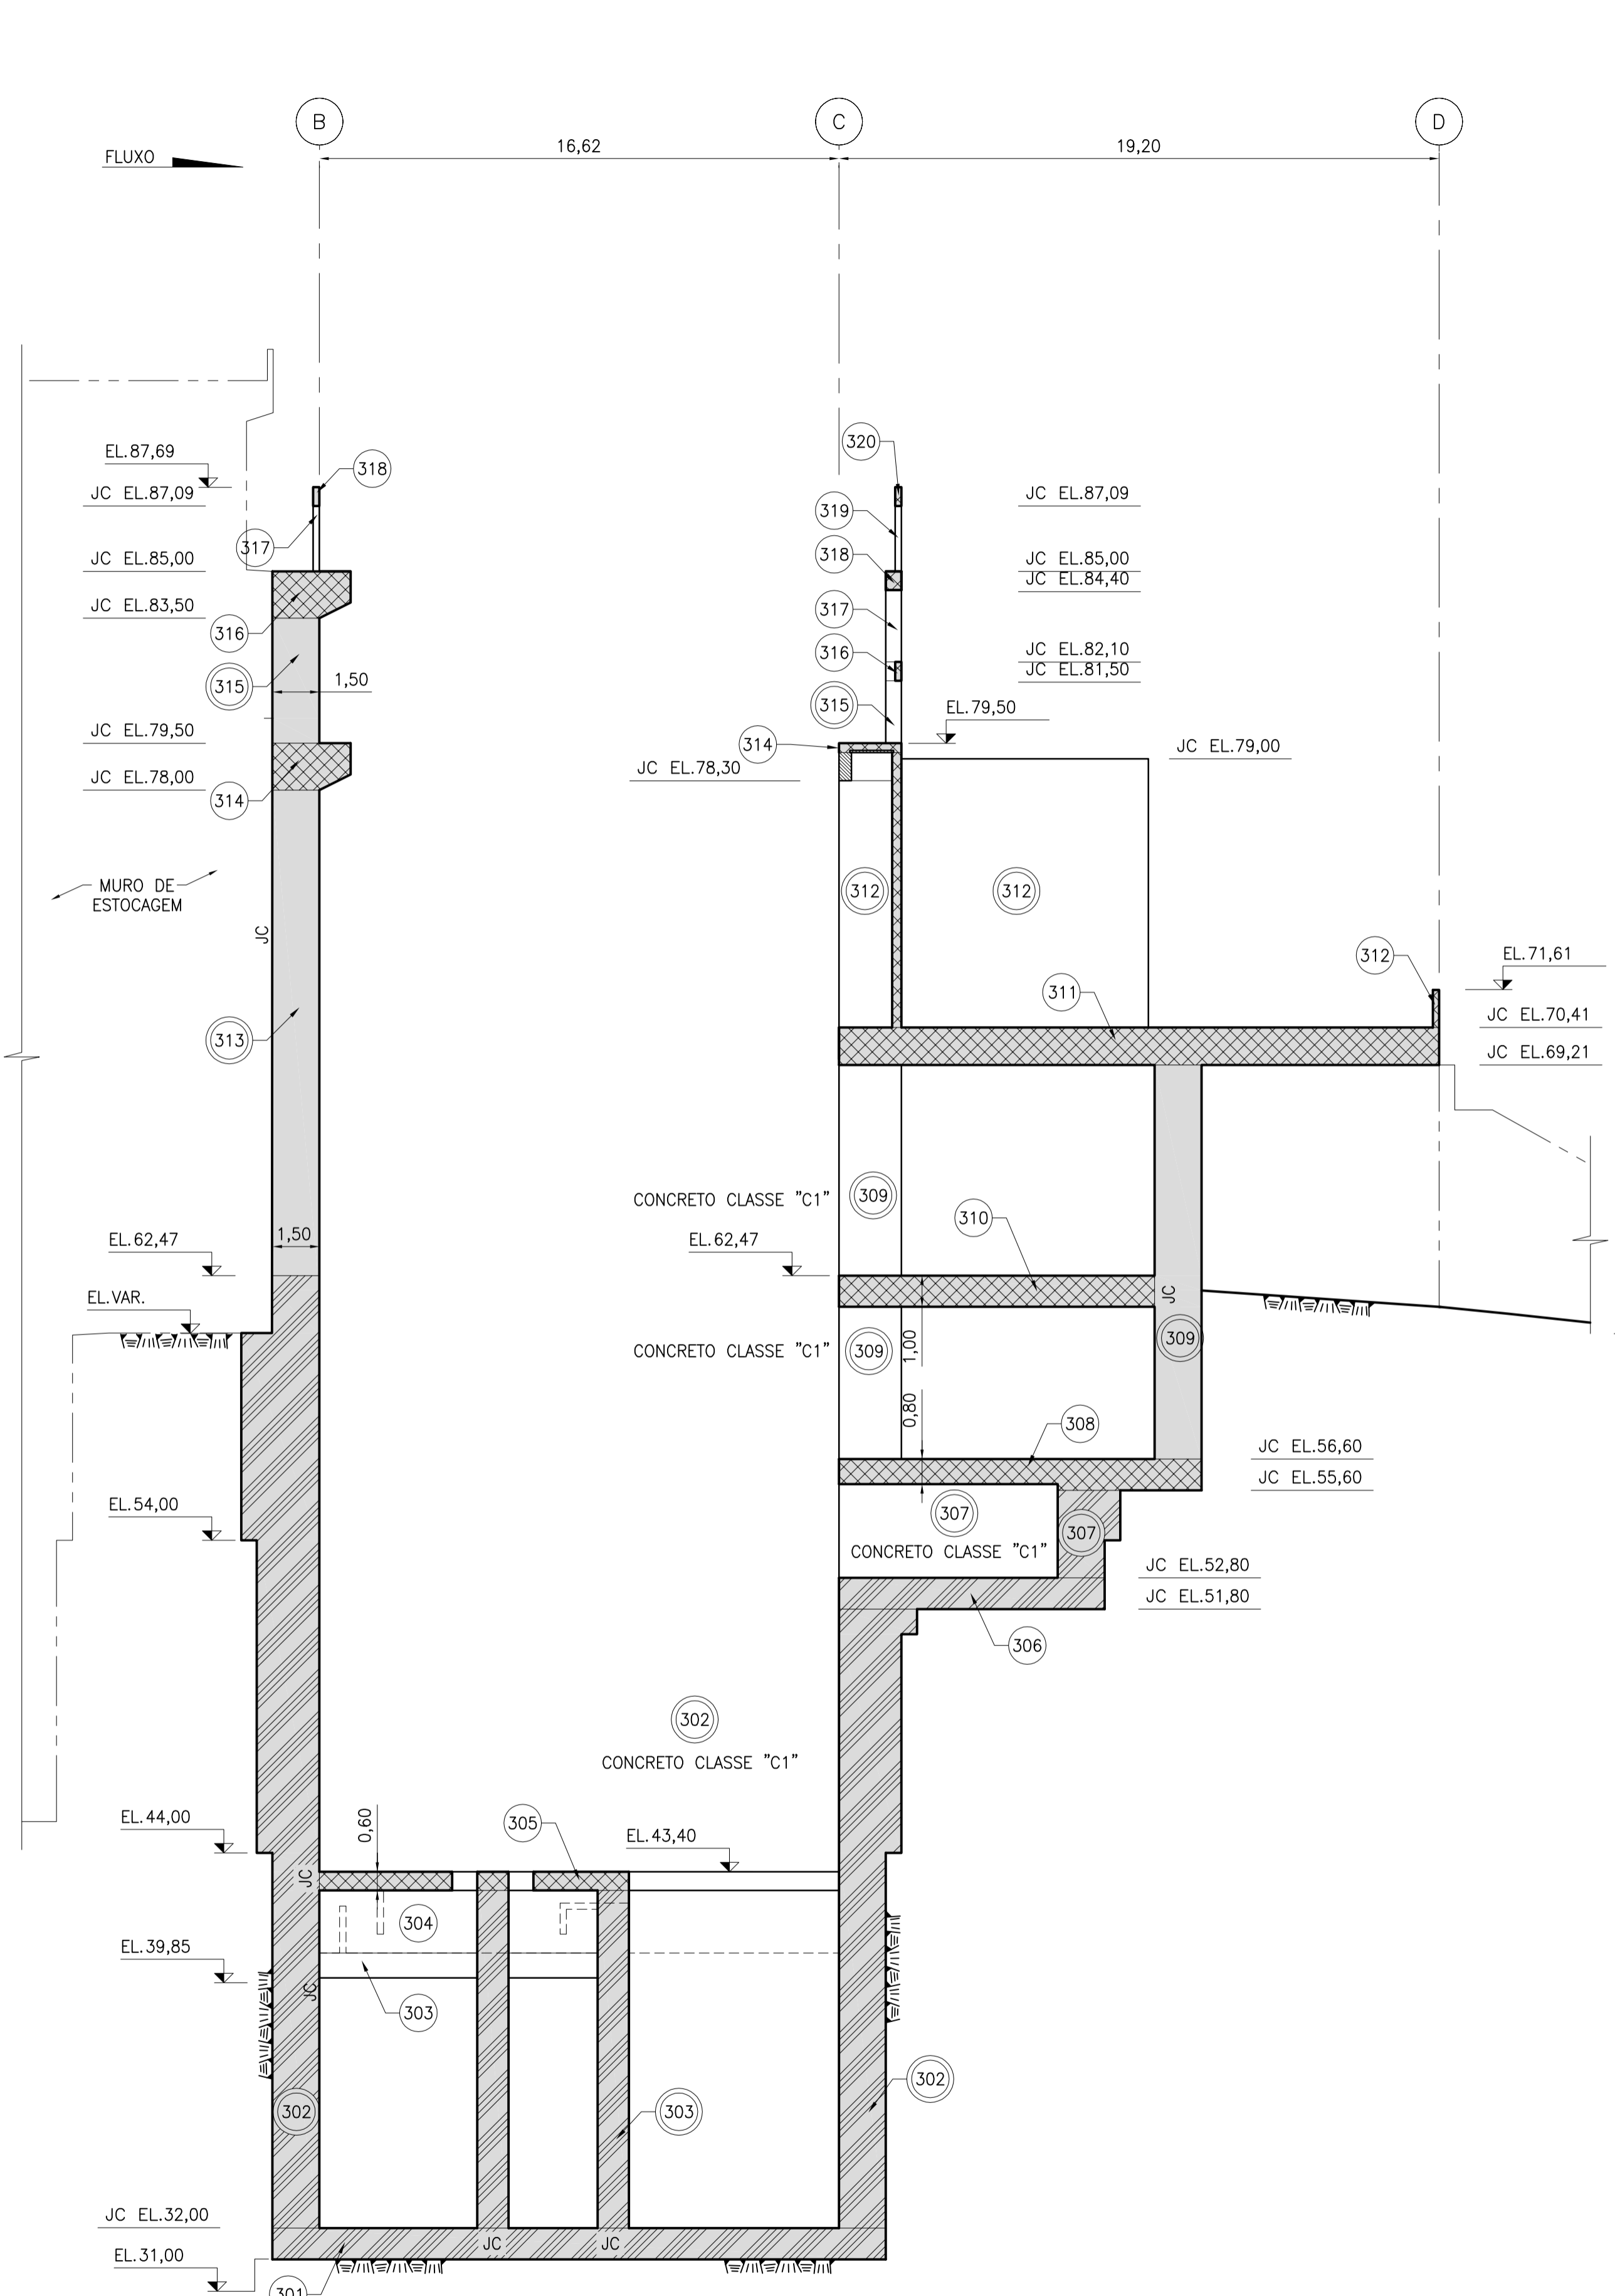 B
C
D
FLUXO
16,62
19,20
320
EL.87,69
318
JC EL.87,09
JC EL.87,09
319
317
318
JC EL.85,00
JC EL.85,00
JC EL.84,40
JC EL.83,50
317
316
316
JC EL.82,10
JC EL.81,50
315
1,50
315
EL.79,50
JC EL.79,50
314
JC EL.79,00
JC EL.78,30
JC EL.78,00
314
MURO DE
ESTOCAGEM
312
312
JC
312
EL.71,61
311
JC EL.70,41
313
JC EL.69,21
CONCRETO CLASSE "C1"
309
310
EL.62,47
1,50
EL.62,47
EL.VAR.
JC
CONCRETO CLASSE "C1"
309
1,00
309
0,80
308
JC EL.56,60
JC EL.55,60
EL.54,00
307
307
CONCRETO CLASSE "C1"
JC EL.52,80
JC EL.51,80
306
302
CONCRETO CLASSE "C1"
EL.44,00
0,60
305
EL.43,40
JC
304
EL.39,85
JC
303
302
302
303
JC EL.32,00
JC
JC
EL.31,00
301